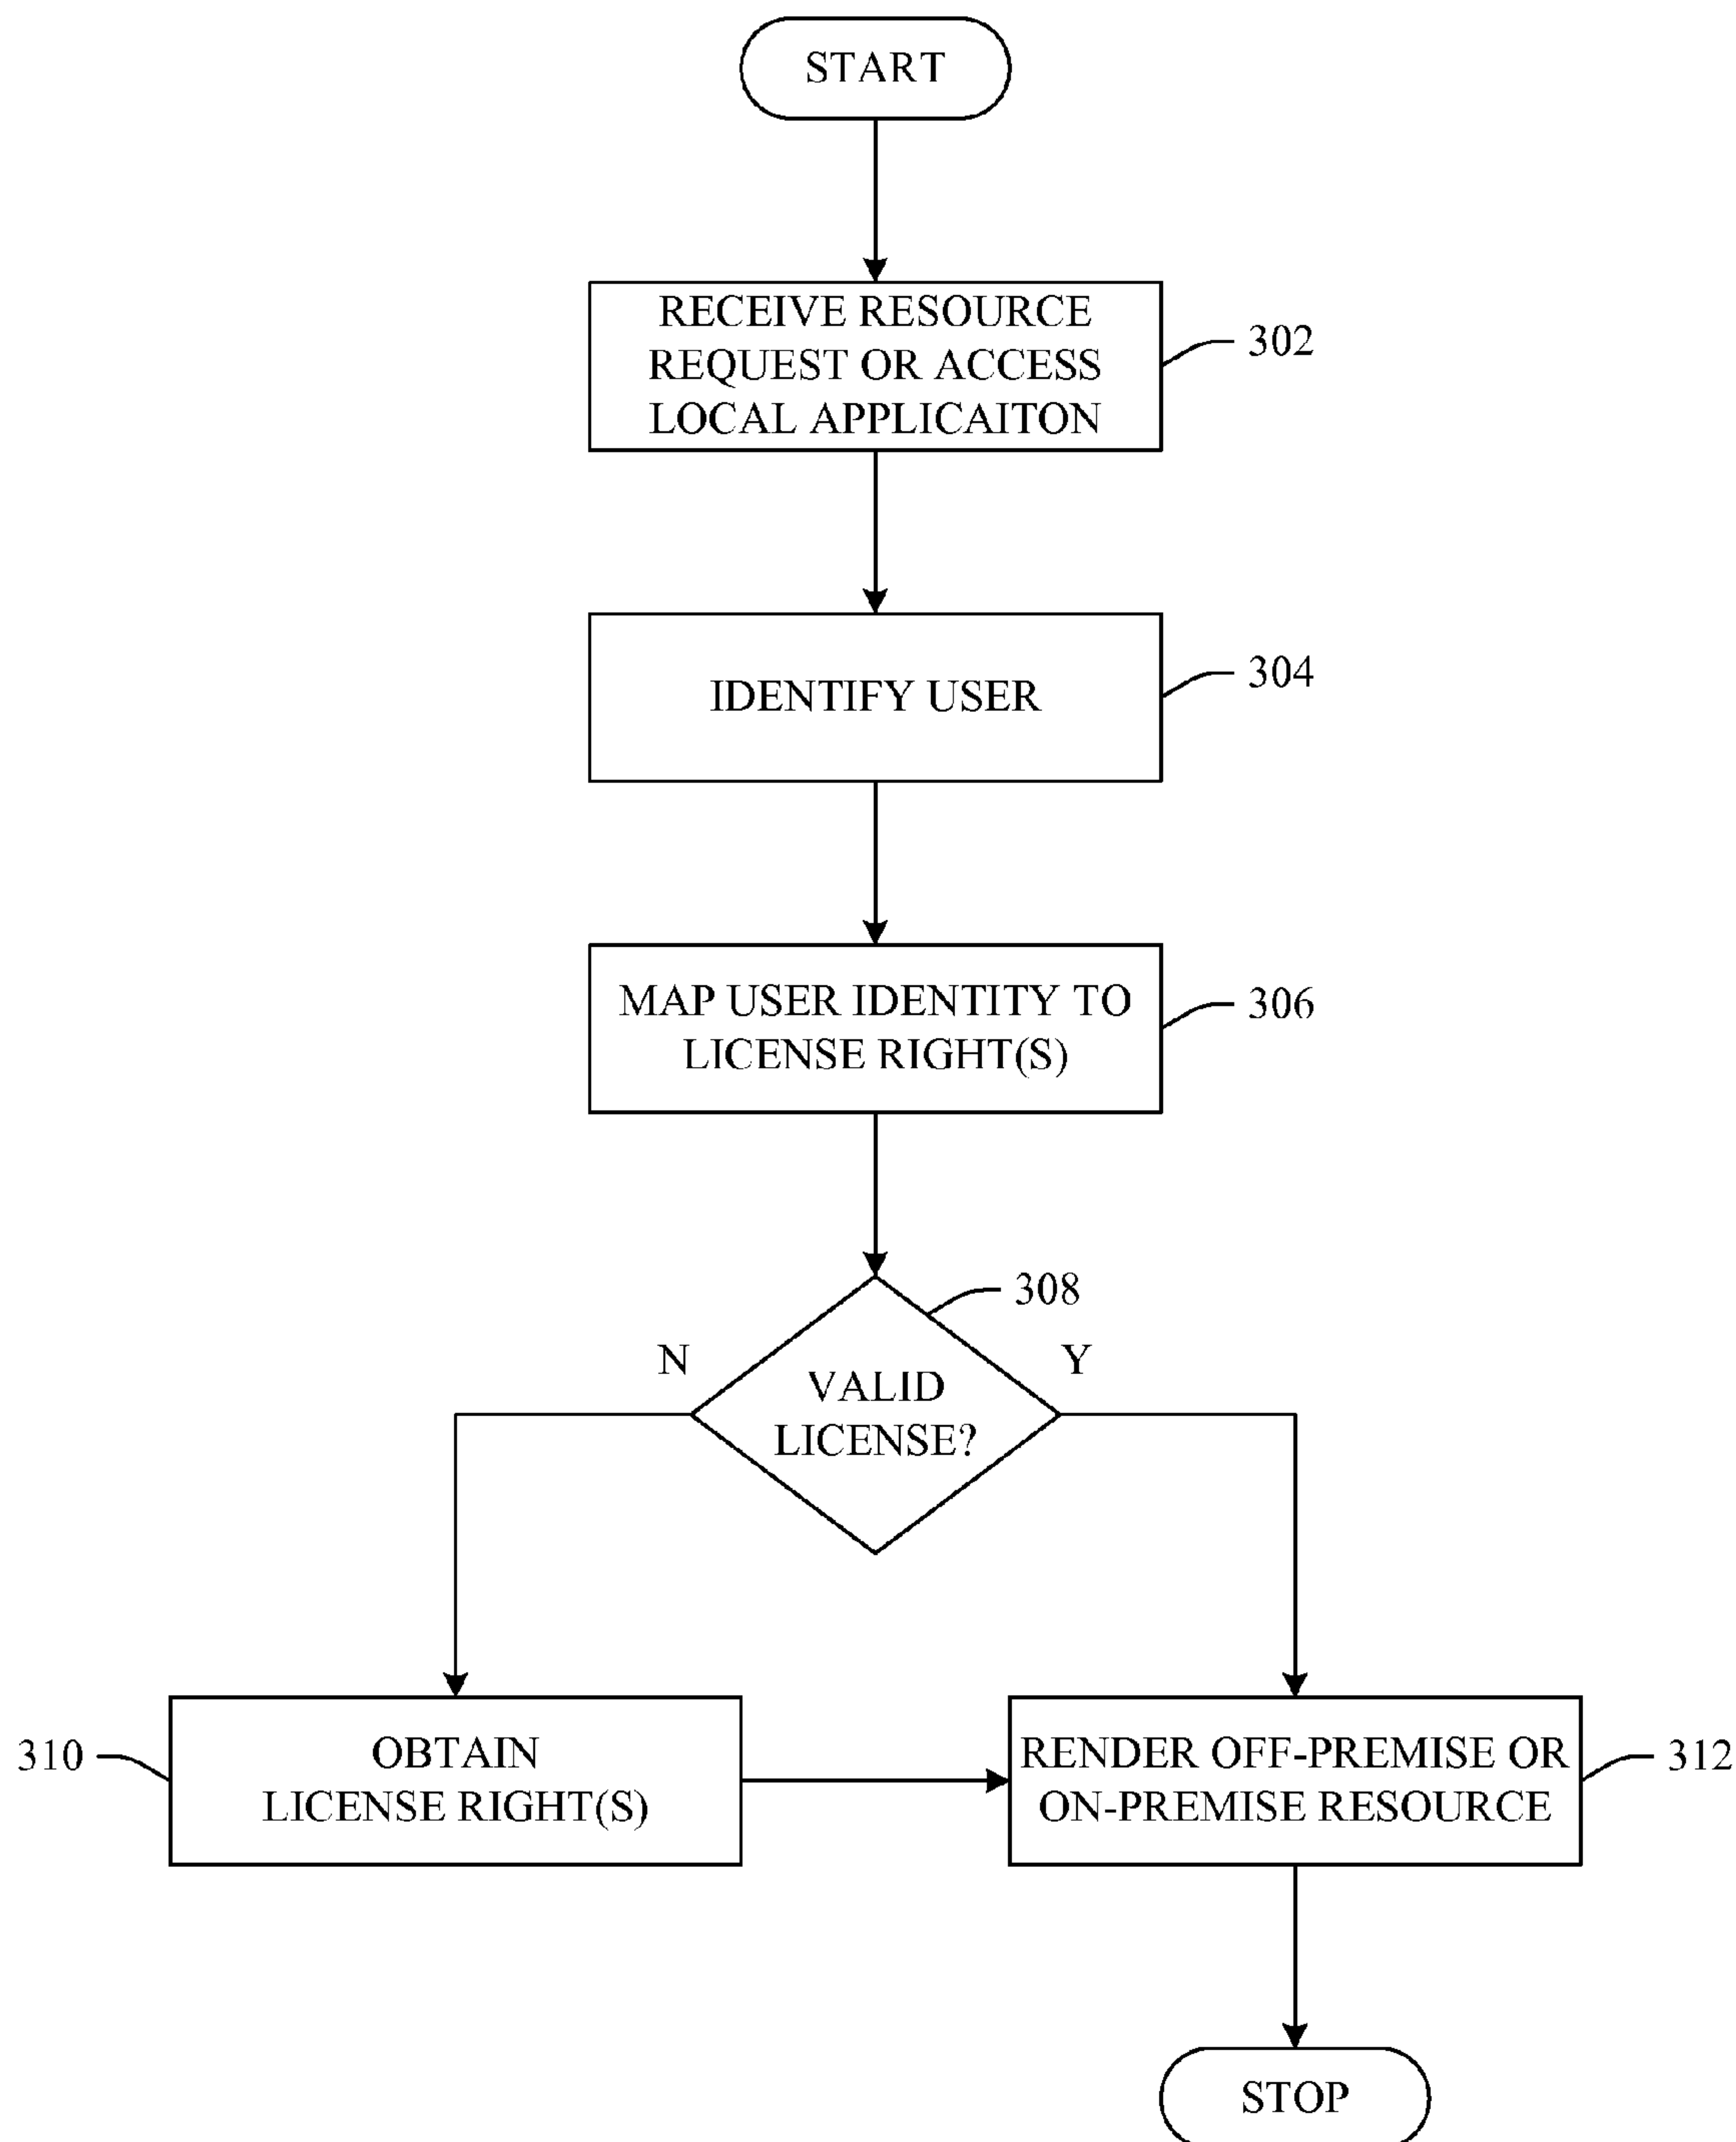 START
RECEIVE RESOURCE
REQUEST OR ACCESS
LOCAL APPLICAITON
302
IDENTIFY USER
304
MAP USER IDENTITY TO
LICENSE RIGHT(S)
306
308
N
Y
VALID
LICENSE?
310
OBTAIN
LICENSE RIGHT(S)
RENDER OFF-PREMISE OR
ON-PREMISE RESOURCE
312
STOP